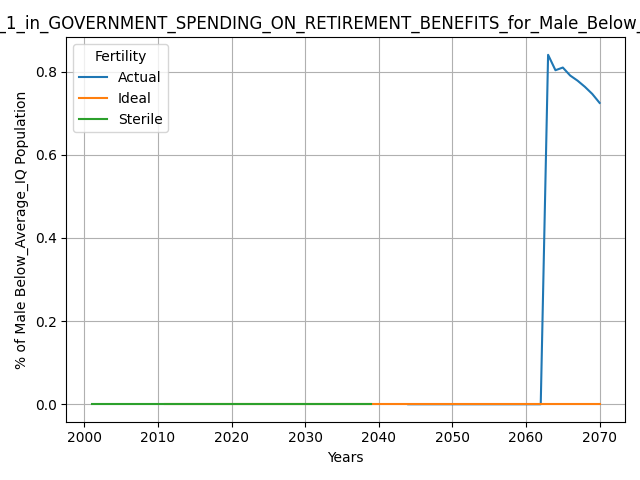 _1_in_GOVERNMENT_SPENDING_ON_RETIREMENT_BENEFITS_for_Male_Below_
Fertility
Actual
Ideal
Sterile
% of Male Below_Average_IQ Population
0.8
0.6
0.4
0.2
0.0
2000 2010 2020 2030 2040 2050 2060 2070
Years